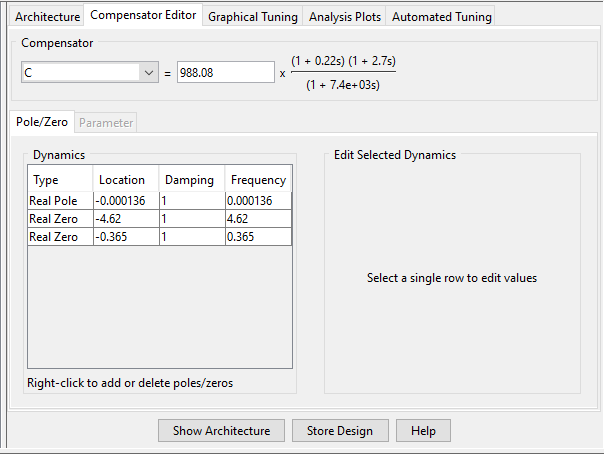 Architecture Compensator Editor Graphical Tuning Analysis Plots Automated Tuning
Compensator
C = 988.08 x (1 + 0.22s) (1 + 2.7s)
(1 + 7.4e+03s)
Pole/Zero Parameter
Dynamics
Type Location Damping Frequency
Real Pole -0.000136 1 0.000136
Real Zero -4.62 1 4.62
Real Zero -0.365 1 0.365
Right-click to add or delete poles/zeros
Edit Selected Dynamics
Select a single row to edit values
Show Architecture Store Design Help